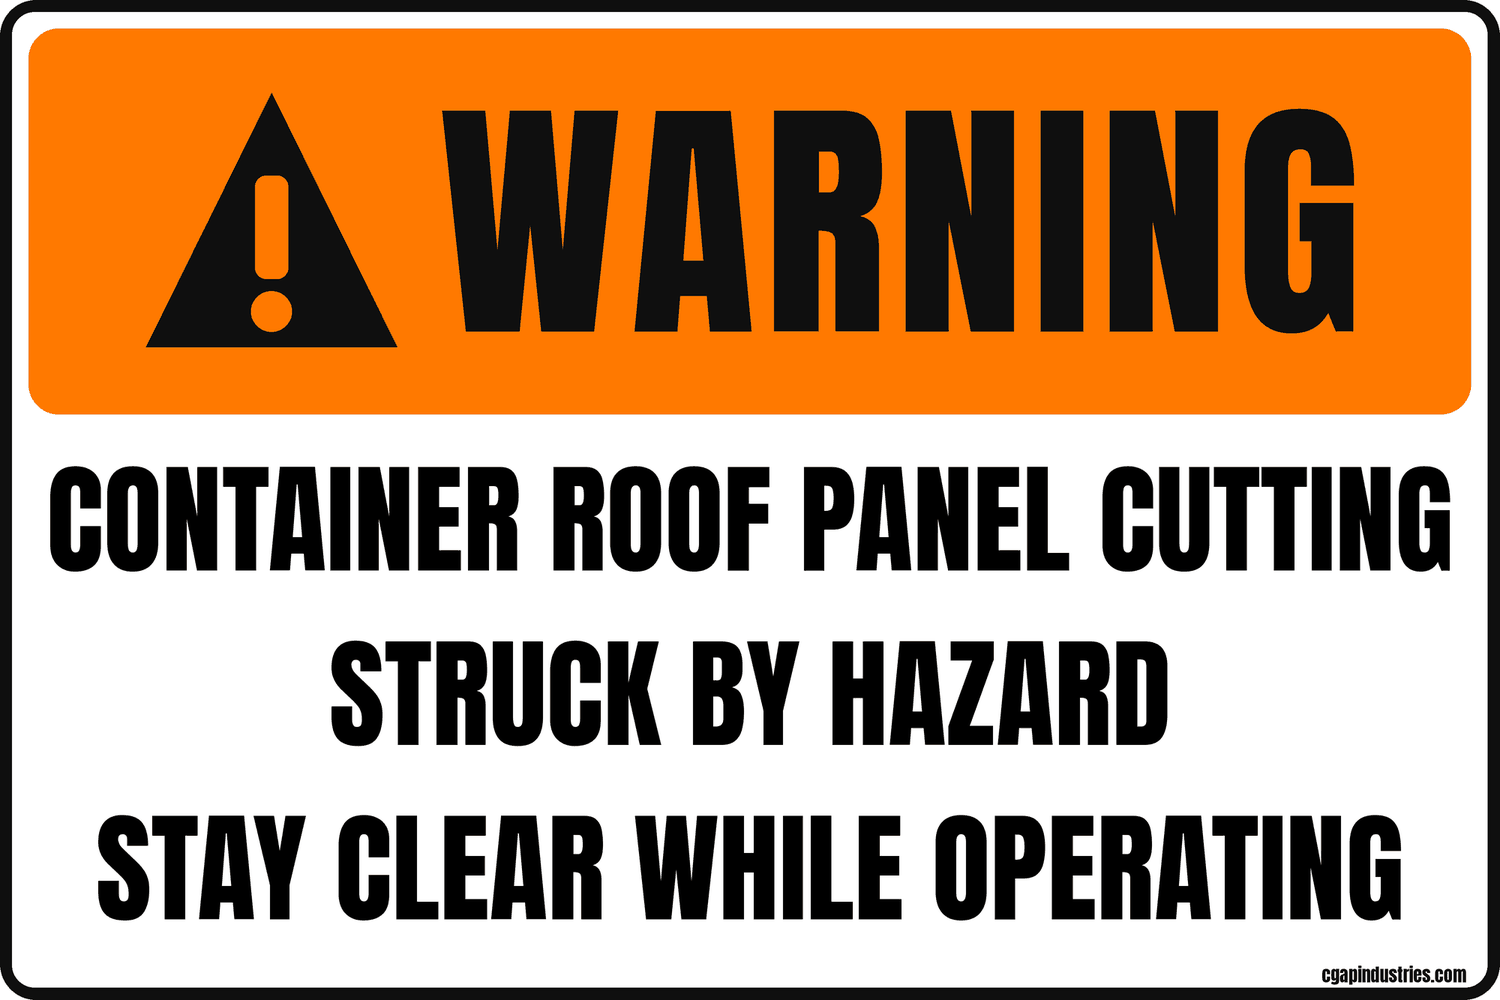 WARNING
CONTAINER ROOF PANEL CUTTING
STRUCK BY HAZARD
STAY CLEAR WHILE OPERATING
cgapindustries.com